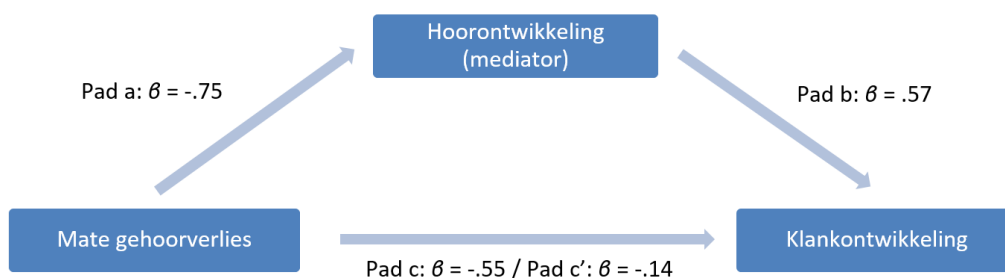 Hoorontwikkeling
(mediator)
Pad a: β = -.75
Pad b: β = .57
Mate gehoorverlies
Klankontwikkeling
Pad c: β = -.55 / Pad c’: β = -.14